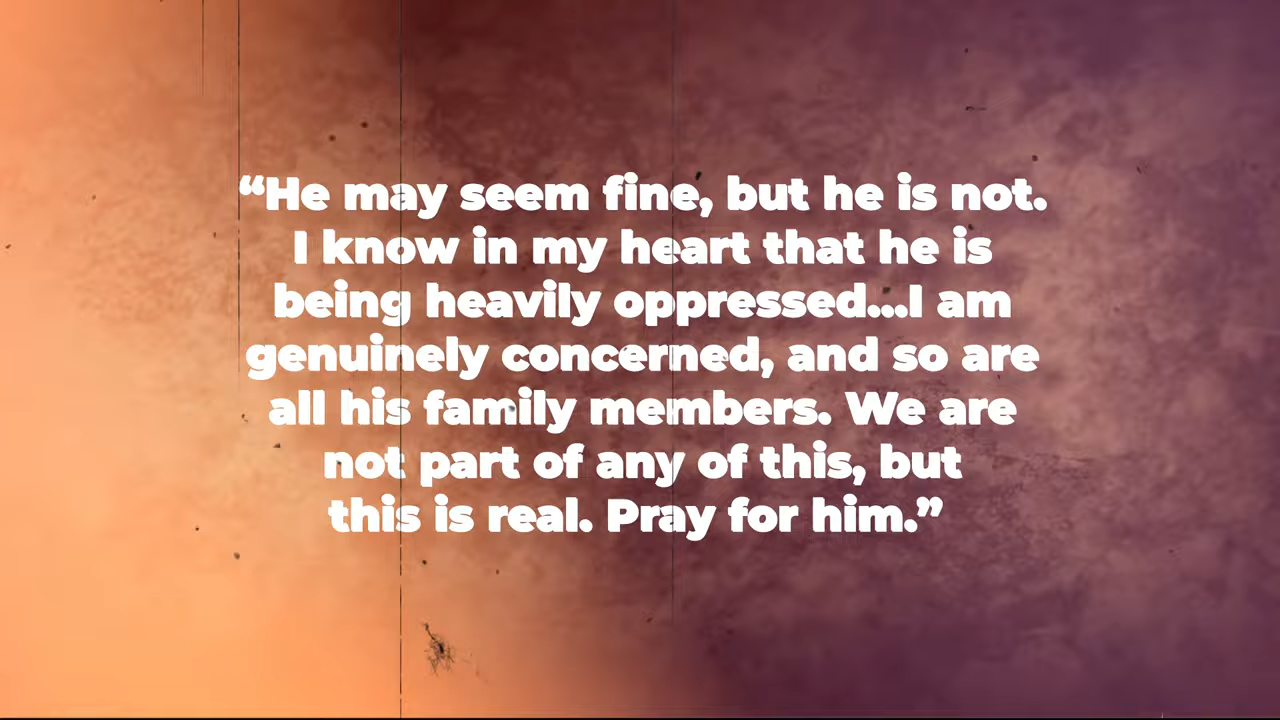 “He may seem fine, but he is not.
I know in my heart that he is
being heavily oppressed...I am
genuinely concerned, and so are
all his family members. We are
not part of any of this, but
this is real. Pray for him.”